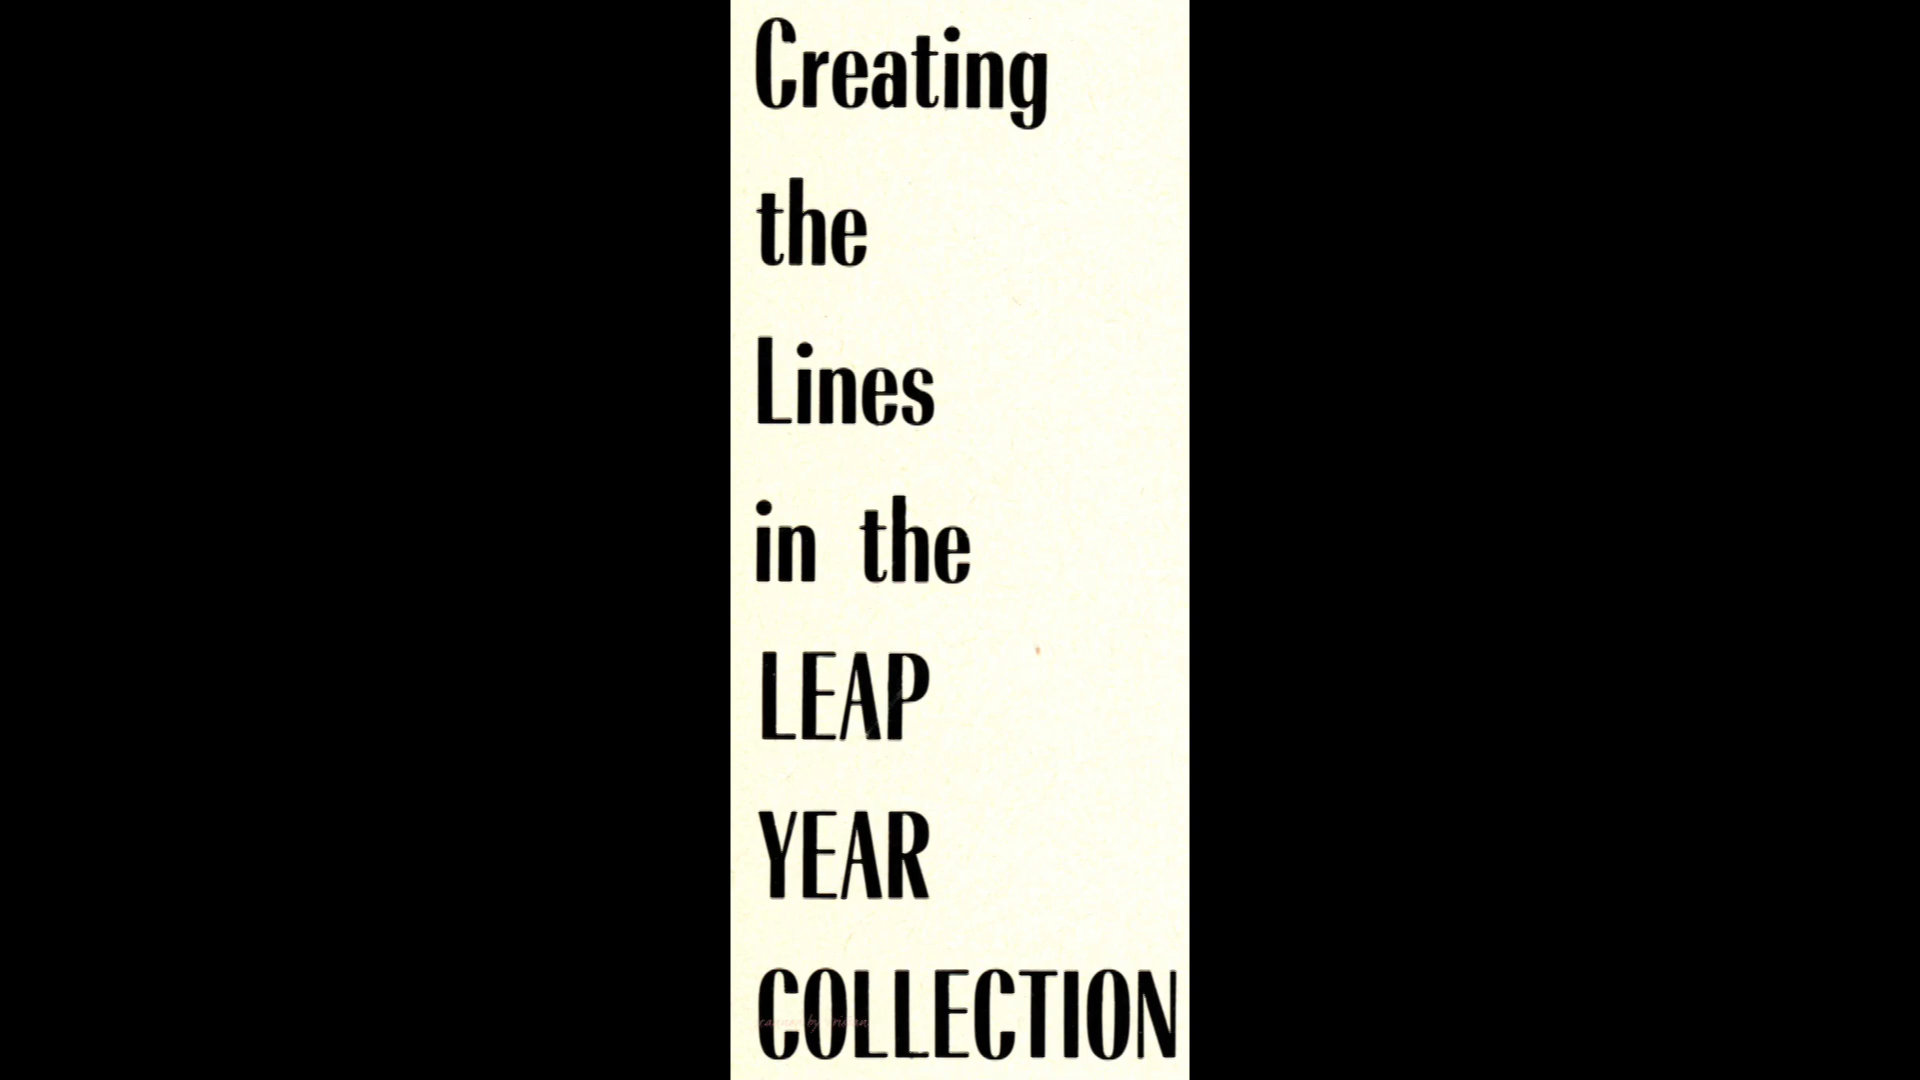 Creating
the
Lines
in the
LEAP
YEAR
COLLECTION